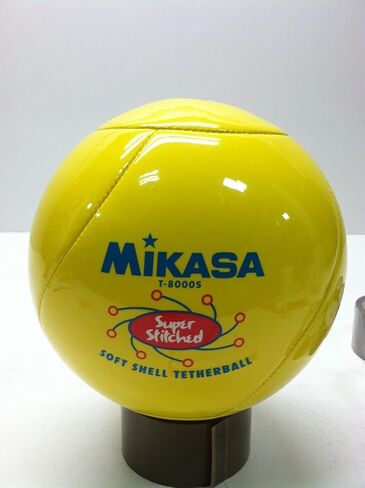 MIKASA
T-8000S
Super
Stitched
SOFT SHELL TETHERBALL